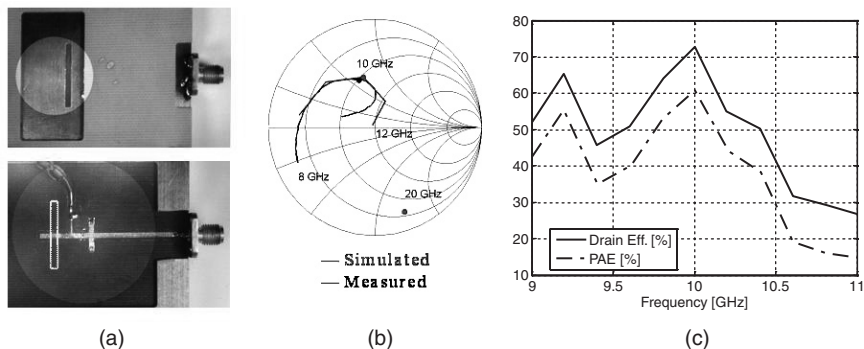 10 GHz
12 GHz
8 GHz
20 GHz
Simulated
Measured
80
70
60
50
40
30
20
10
Drain Eff. [%]
PAE [%]
9
9.5
10
10.5
11
Frequency [GHz]
(a)
(b)
(c)